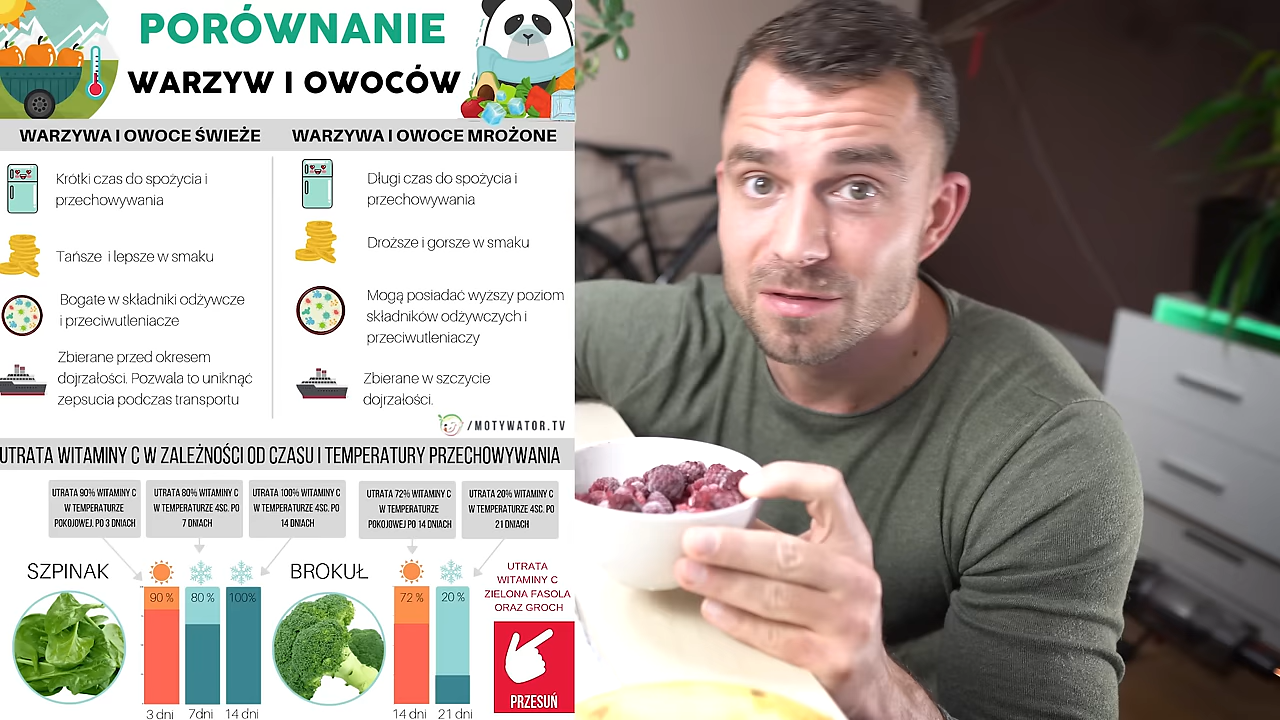 PORÓWNANIE
WARZYW I OWOCÓW
WARZYWA I OWOCE ŚWIEŻE
Krótki czas do spożycia i
przechowywania
Tańsze i lepsze w smaku
Bogate w składniki odżywcze
i przeciwutleniacze
Zbierane przed okresem
dojrzałości. Pozwala to uniknąć
zepsucia podczas transportu
WARZYWA I OWOCE MROŻONE
Długi czas do spożycia i
przechowywania
Droższe i gorsze w smaku
Mogą posiadać wyższy poziom
składników odżywczych i
przeciwutleniaczy
Zbierane w szczycie
dojrzałości.
/MOTYWATOR.TV
UTRATA WITAMINY C W ZALEŻNOŚCI OD CZASU I TEMPERATURY PRZECHOWYWANIA
UTRATA 90% WITAMINY C
W TEMPERATURZE
POKOJOWEJ. PO 3 DNIACH
UTRATA 80% WITAMINY C
W TEMPERATURZE 4SC. PO
7 DNIACH
UTRATA 100% WITAMINY C
W TEMPERATURZE 4SC. PO
14 DNIACH
UTRATA 72% WITAMINY C
W TEMPERATURZE
POKOJOWEJ PO 14 DNIACH
UTRATA 20% WITAMINY C
W TEMPERATURZE 4SC. PO
21 DNIACH
SZPINAK
90 %
80 %
100%
3 dni
7dni
14 dni
BROKUŁ
72 %
20 %
14 dni
21 dni
UTRATA
WITAMINY C
ZIELONA FASOLA
ORAZ GROCH
PRZESUŃ